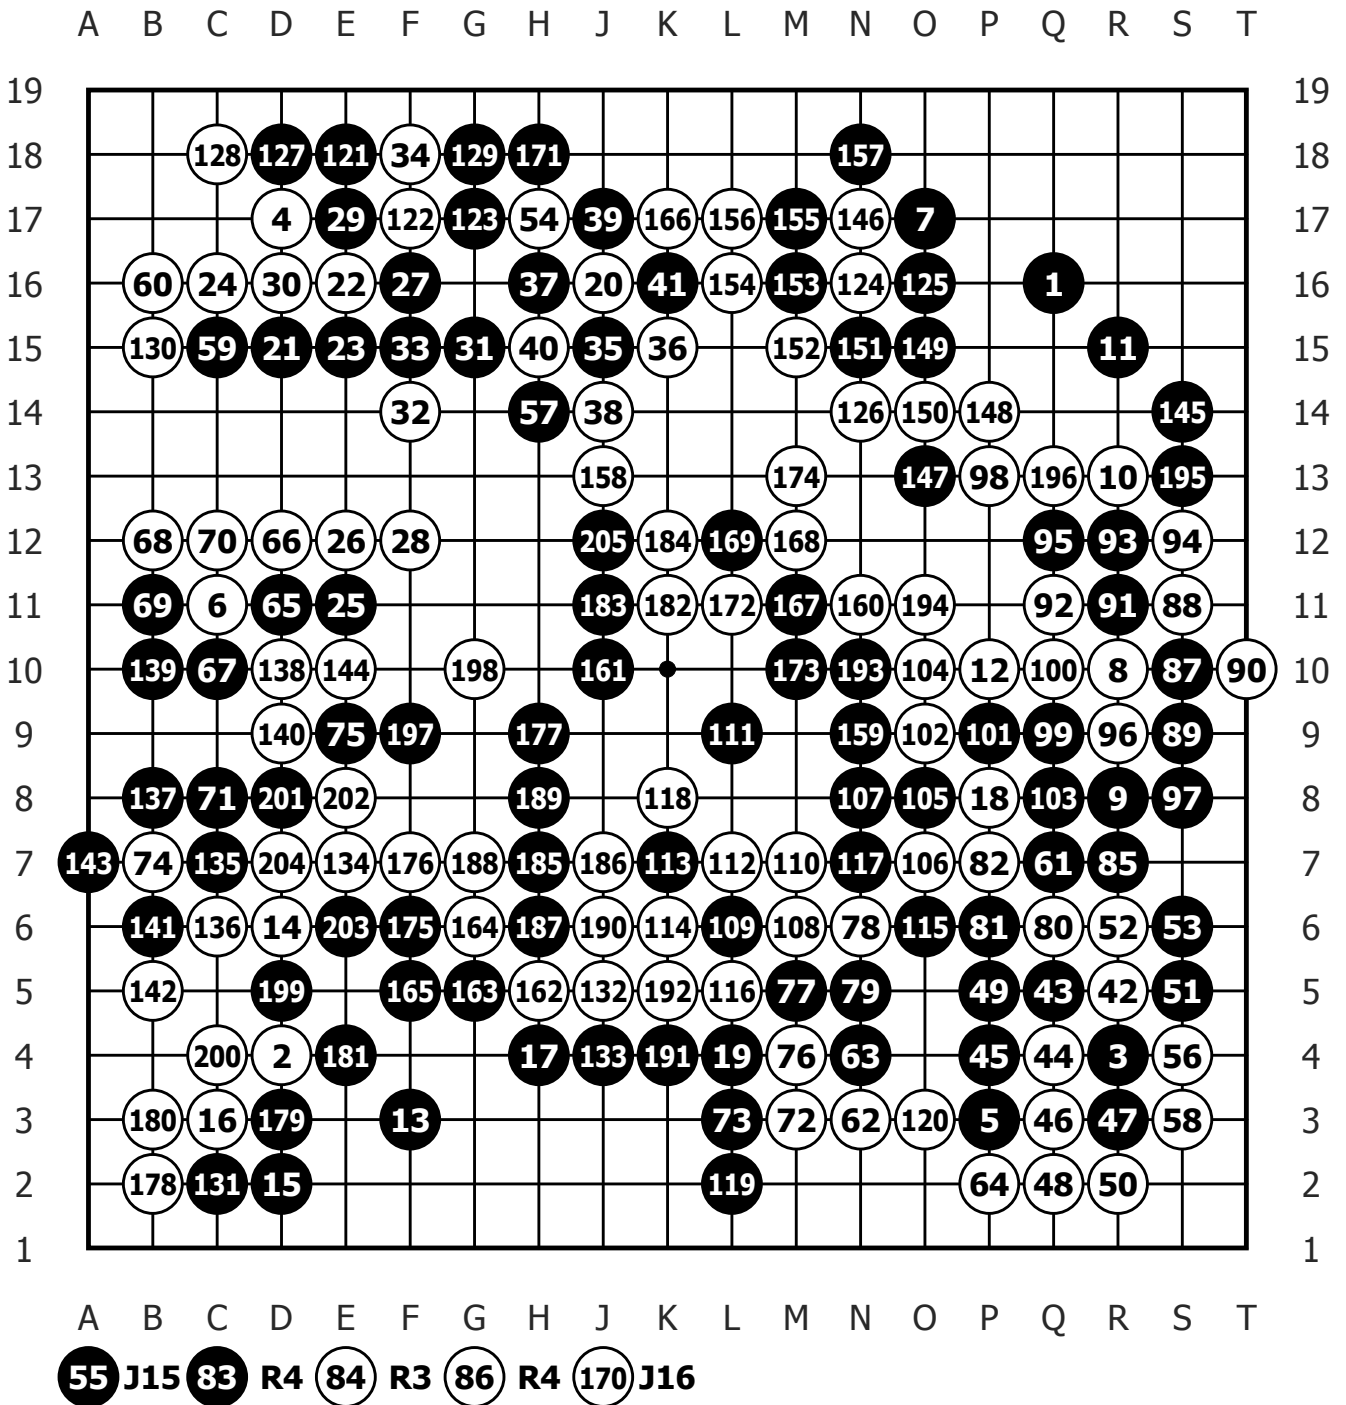 A B C D E F G H J K L M N O P Q R S T
19 19
18 128 127 121 34 129 171 157 18
17 4 29 122 123 54 39 166 156 155 146 7 17
16 60 24 30 22 27 37 20 41 154 153 124 125 1 16
15 130 59 21 23 33 31 40 35 36 152 151 149 11 15
14 32 57 38 126 150 148 145 14
13 158 174 147 98 196 10 195 13
12 68 70 66 26 28 205 184 169 168 95 93 94 12
11 69 6 65 25 183 182 172 167 160 194 92 91 88 11
10 139 67 138 144 198 161 173 193 104 12 100 8 87 90 10
9 140 75 197 177 111 159 102 101 99 96 89 9
8 137 71 201 202 189 118 107 105 18 103 9 97 8
7 143 74 135 204 134 176 188 185 186 113 112 110 117 106 82 61 85 7
6 141 136 14 203 175 164 187 190 114 109 108 78 115 81 80 52 53 6
5 142 199 165 163 162 132 192 116 77 79 49 43 42 51 5
4 200 2 181 17 133 191 19 76 63 45 44 3 56 4
3 180 16 179 13 73 72 62 120 5 46 47 58 3
2 178 131 15 119 64 48 50 2
1 1
A B C D E F G H J K L M N O P Q R S T
55 J15 83 R4 84 R3 86 R4 170 J16